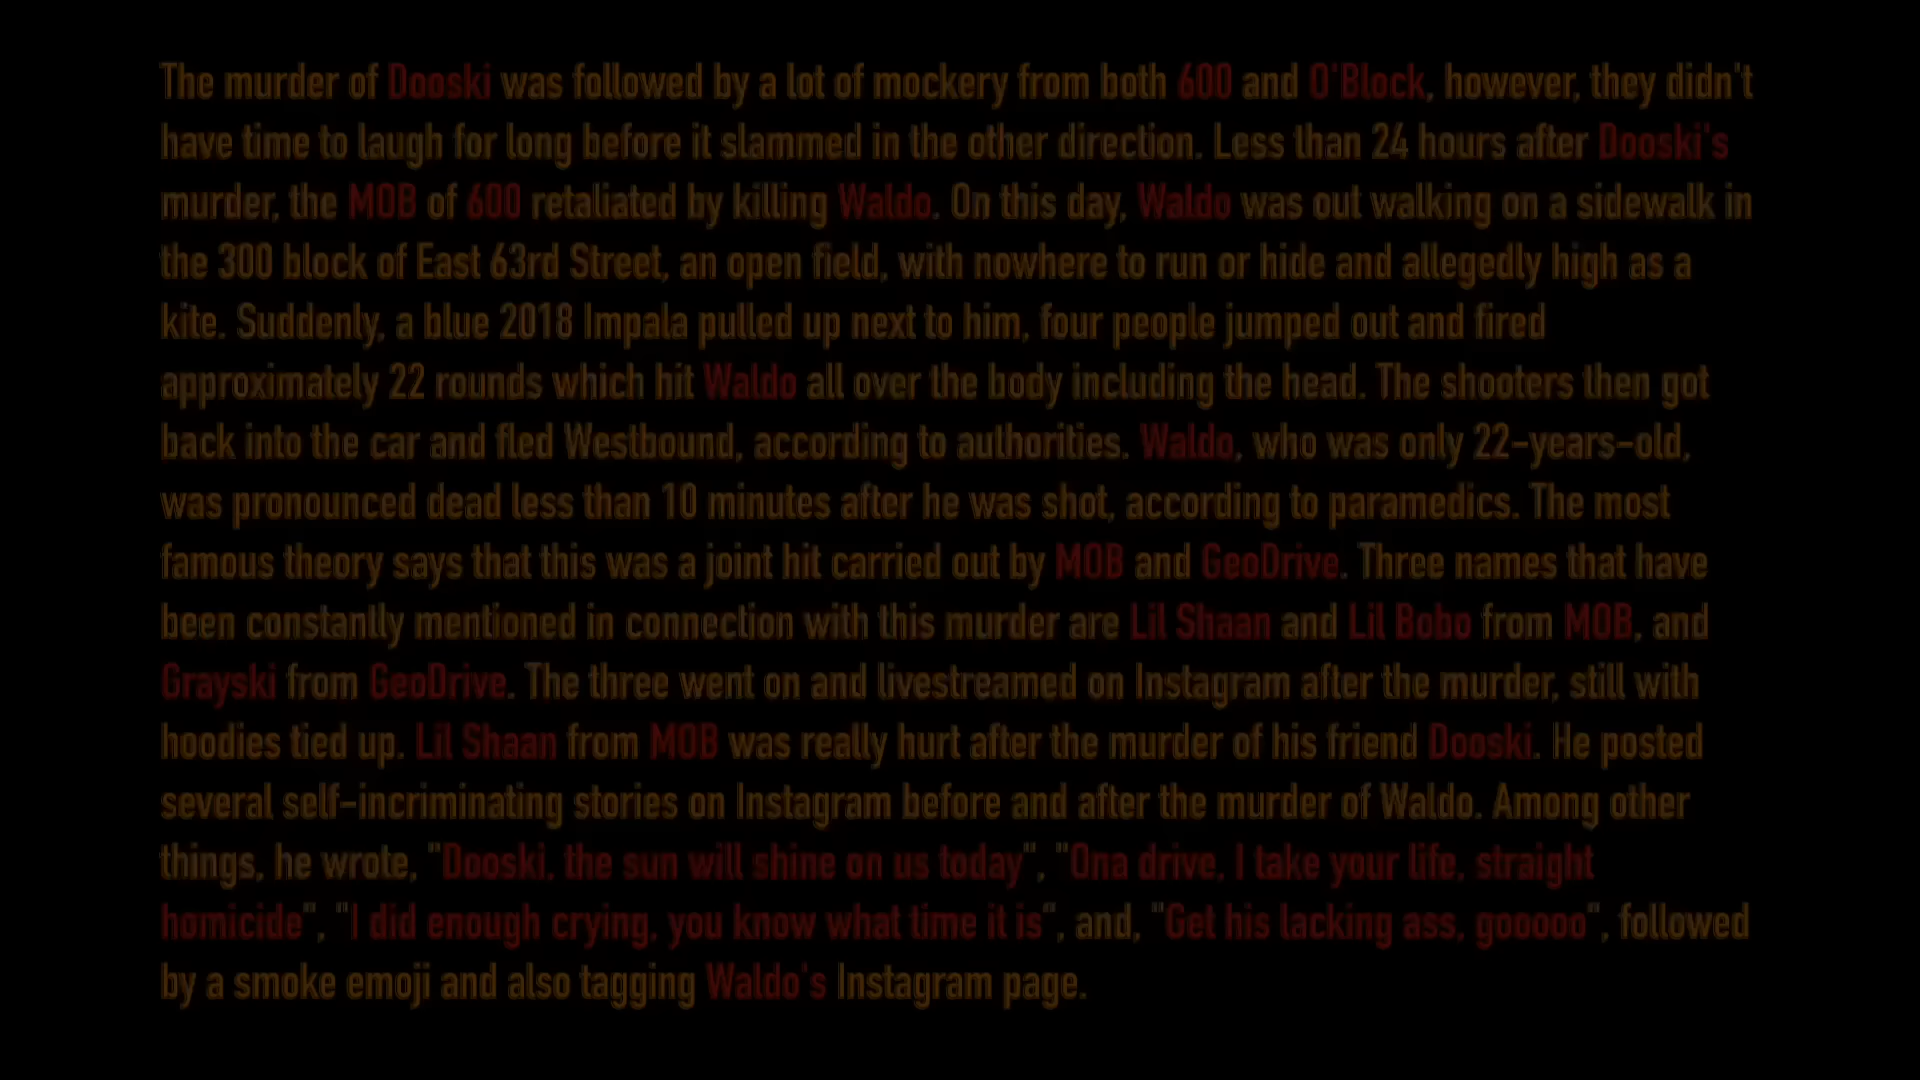 The murder of Dooski was followed by a lot of mockery from both 600 and O'Block, however, they didn't
have time to laugh for long before it slammed in the other direction. Less than 24 hours after Dooski's
murder, the MOB of 600 retaliated by killing Waldo. On this day, Waldo was out walking on a sidewalk in
the 300 block of East 63rd Street, an open field, with nowhere to run or hide and allegedly high as a
kite. Suddenly, a blue 2018 Impala pulled up next to him, four people jumped out and fired
approximately 22 rounds which hit Waldo all over the body including the head. The shooters then got
back into the car and fled Westbound, according to authorities. Waldo, who was only 22-years-old,
was pronounced dead less than 10 minutes after he was shot, according to paramedics. The most
famous theory says that this was a joint hit carried out by MOB and GeoDrive. Three names that have
been constantly mentioned in connection with this murder are Lil Shaan and Lil Bobo from MOB, and
Grayski from GeoDrive. The three went on and livestreamed on Instagram after the murder, still with
hoodies tied up. Lil Shaan from MOB was really hurt after the murder of his friend Dooski. He posted
several self-incriminating stories on Instagram before and after the murder of Waldo. Among other
things, he wrote, "Dooski, the sun will shine on us today", "Ona drive, I take your life, straight
homicide", "I did enough crying, you know what time it is", and, "Get his lacking ass, gooooo", followed
by a smoke emoji and also tagging Waldo's Instagram page.